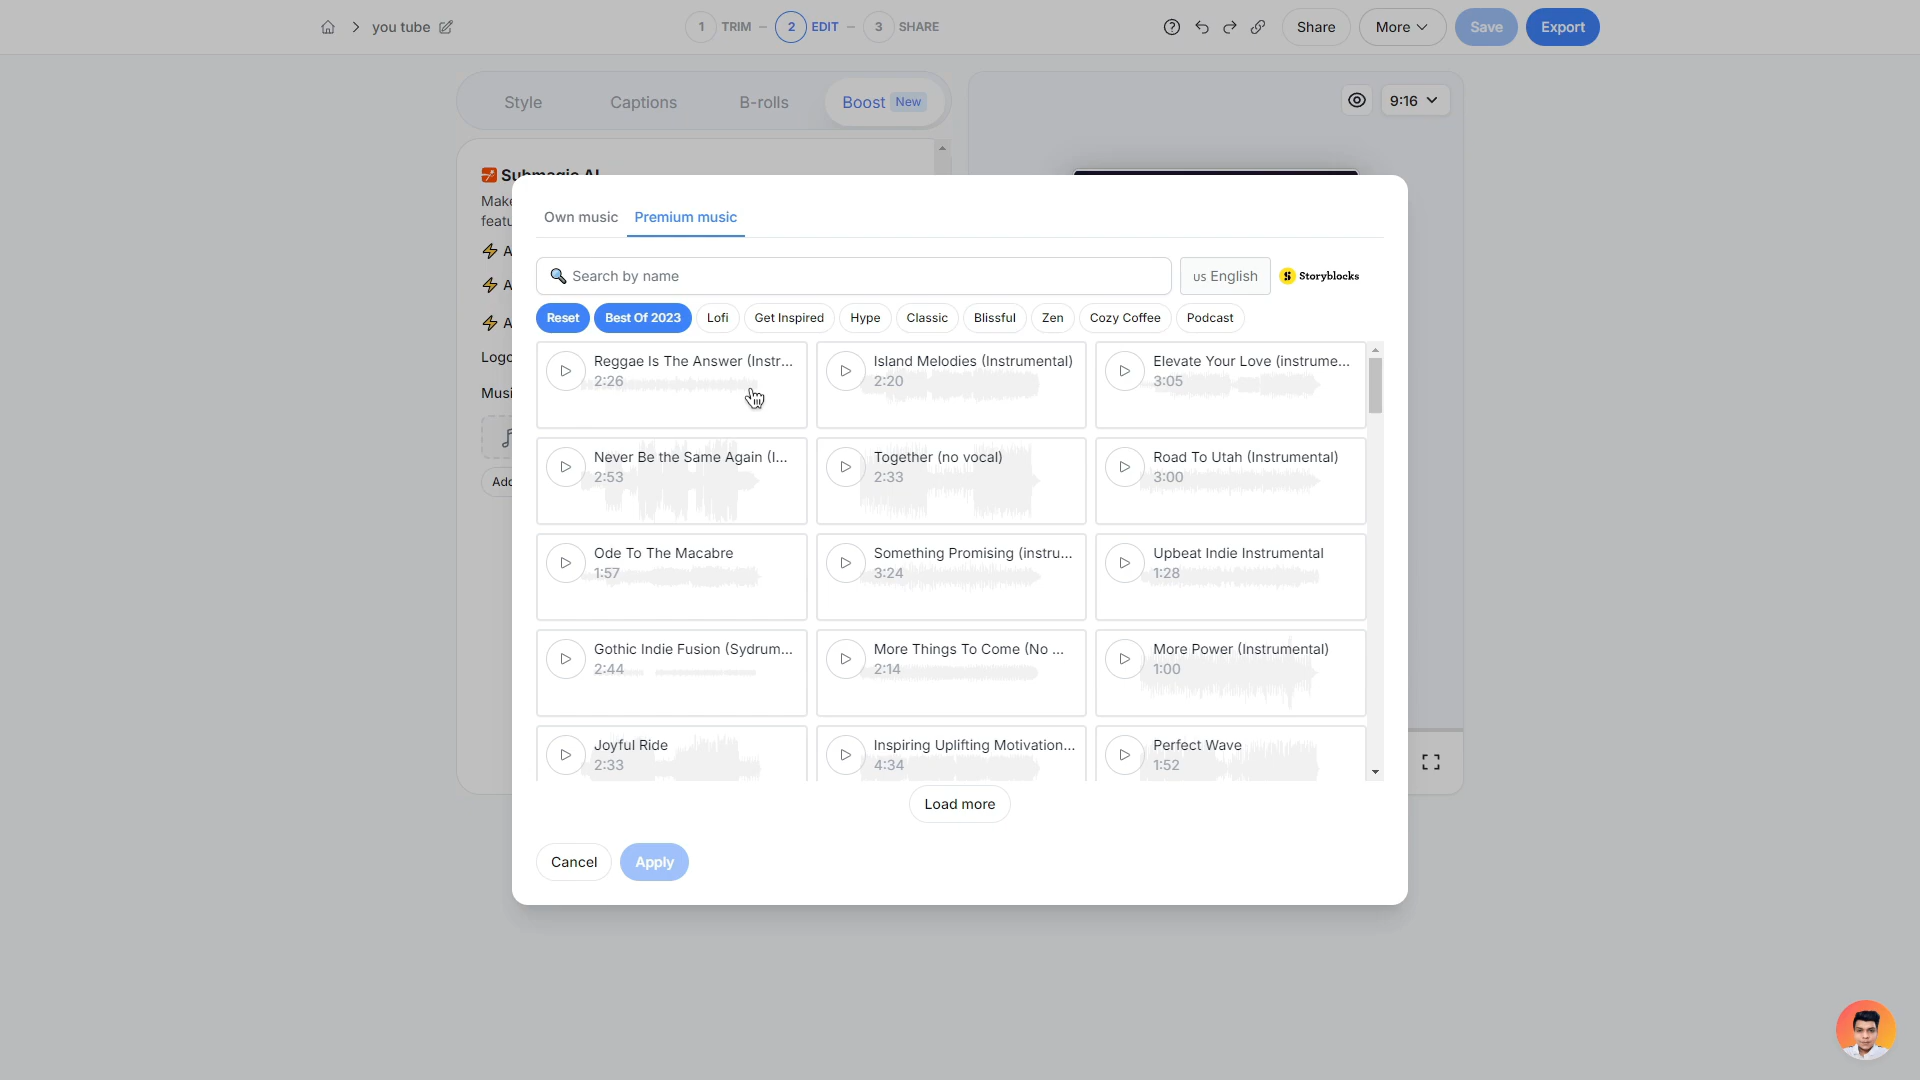 you tube
1 TRIM – 2 EDIT – 3 SHARE
Share
More
Save
Export
Style
Captions
B-rolls
Boost New
9:16
Make
featu
A
A
A
Logo
Musi
Add
Own music
Premium music
Search by name
us English
S Storyblocks
Reset
Best Of 2023
Lofi
Get Inspired
Hype
Classic
Blissful
Zen
Cozy Coffee
Podcast
Reggae Is The Answer (Instr...
2:26
Island Melodies (Instrumental)
2:20
Elevate Your Love (instrume...
3:05
Never Be the Same Again (I...
2:53
Together (no vocal)
2:33
Road To Utah (Instrumental)
3:00
Ode To The Macabre
1:57
Something Promising (instru...
3:24
Upbeat Indie Instrumental
1:28
Gothic Indie Fusion (Sydrum...
2:44
More Things To Come (No ...
2:14
More Power (Instrumental)
1:00
Joyful Ride
2:33
Inspiring Uplifting Motivation...
4:34
Perfect Wave
1:52
Load more
Cancel
Apply